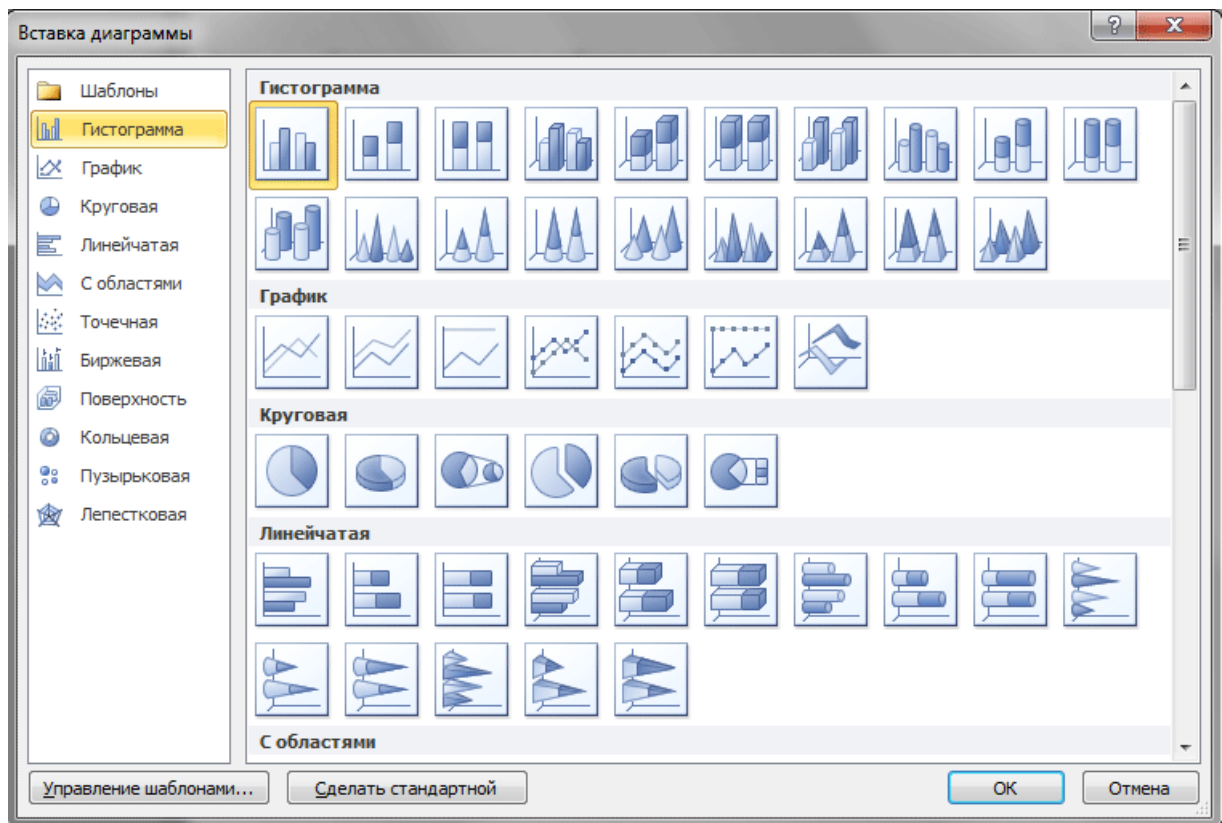 Вставка диаграммы
Шаблоны
Гистограмма
График
Круговая
Линейчатая
С областями
Точечная
Биржевая
Поверхность
Кольцевая
Пузырьковая
Лепестковая
Гистограмма
График
Круговая
Линейчатая
С областями
Управление шаблонами...
Сделать стандартной
ОК
Отмена